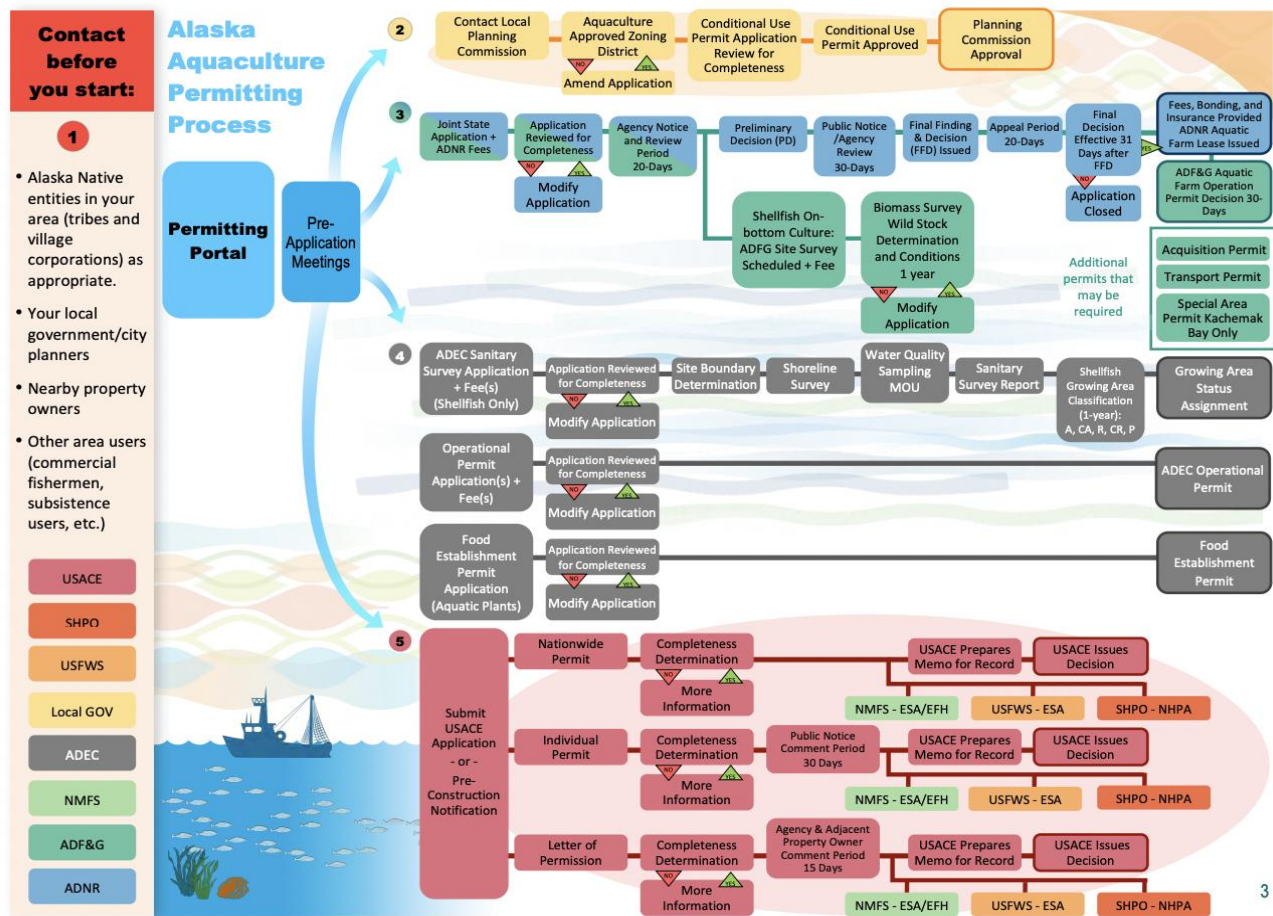 Contact
before
you start:
1
• Alaska Native
entities in your
area (tribes and
village
corporations) as
appropriate.
• Your local
government/city
planners
• Nearby property
owners
• Other area users
(commercial
fishermen,
subsistence
users, etc.)
USACE
SHPO
USFWS
Local GOV
ADEC
NMFS
ADF&G
ADNR
Alaska
Aquaculture
Permitting
Process
Permitting
Portal
Pre-
Application
Meetings
2
Contact Local
Planning
Commission
Aquaculture
Approved Zoning
District
NO
YES
Amend Application
Conditional Use
Permit Application
Review for
Completeness
Conditional Use
Permit Approved
Planning
Commission
Approval
3
Joint State
Application +
ADNR Fees
Application
Reviewed for
Completeness
NO
YES
Modify
Application
Agency Notice
and Review
Period
20-Days
Preliminary
Decision (PD)
Public Notice
/Agency
Review
30-Days
Final Finding
& Decision
(FFD) Issued
Appeal Period
20-Days
Final
Decision
Effective 31
Days after
FFD
NO
YES
Application
Closed
Fees, Bonding, and
Insurance Provided
ADNR Aquatic
Farm Lease Issued
ADF&G Aquatic
Farm Operation
Permit Decision 30-
Days
Shellfish On-
bottom Culture:
ADFG Site Survey
Scheduled + Fee
Biomass Survey
Wild Stock
Determination
and Conditions
1 year
NO
YES
Modify
Application
Additional
permits that
may be
required
Acquisition Permit
Transport Permit
Special Area
Permit Kachemak
Bay Only
4
ADEC Sanitary
Survey Application
+ Fee(s)
(Shellfish Only)
Application Reviewed
for Completeness
NO
YES
Modify Application
Site Boundary
Determination
Shoreline
Survey
Water Quality
Sampling
MOU
Sanitary
Survey Report
Shellfish
Growing Area
Classification
(1-year):
A, CA, R, CR, P
Growing Area
Status
Assignment
Operational
Permit
Application(s) +
Fee(s)
Application Reviewed
for Completeness
NO
YES
Modify Application
ADEC Operational
Permit
Food
Establishment
Permit
Application
(Aquatic Plants)
Application Reviewed
for Completeness
NO
YES
Modify Application
Food
Establishment
Permit
5
Submit
USACE
Application
- or -
Pre-
Construction
Notification
Nationwide
Permit
Completeness
Determination
NO
YES
More
Information
USACE Prepares
Memo for Record
USACE Issues
Decision
NMFS - ESA/EFH
USFWS - ESA
SHPO - NHPA
Individual
Permit
Completeness
Determination
NO
YES
More
Information
Public Notice
Comment Period
30 Days
USACE Prepares
Memo for Record
USACE Issues
Decision
NMFS - ESA/EFH
USFWS - ESA
SHPO - NHPA
Letter of
Permission
Completeness
Determination
NO
YES
More
Information
Agency & Adjacent
Property Owner
Comment Period
15 Days
USACE Prepares
Memo for Record
USACE Issues
Decision
NMFS - ESA/EFH
USFWS - ESA
SHPO - NHPA
3